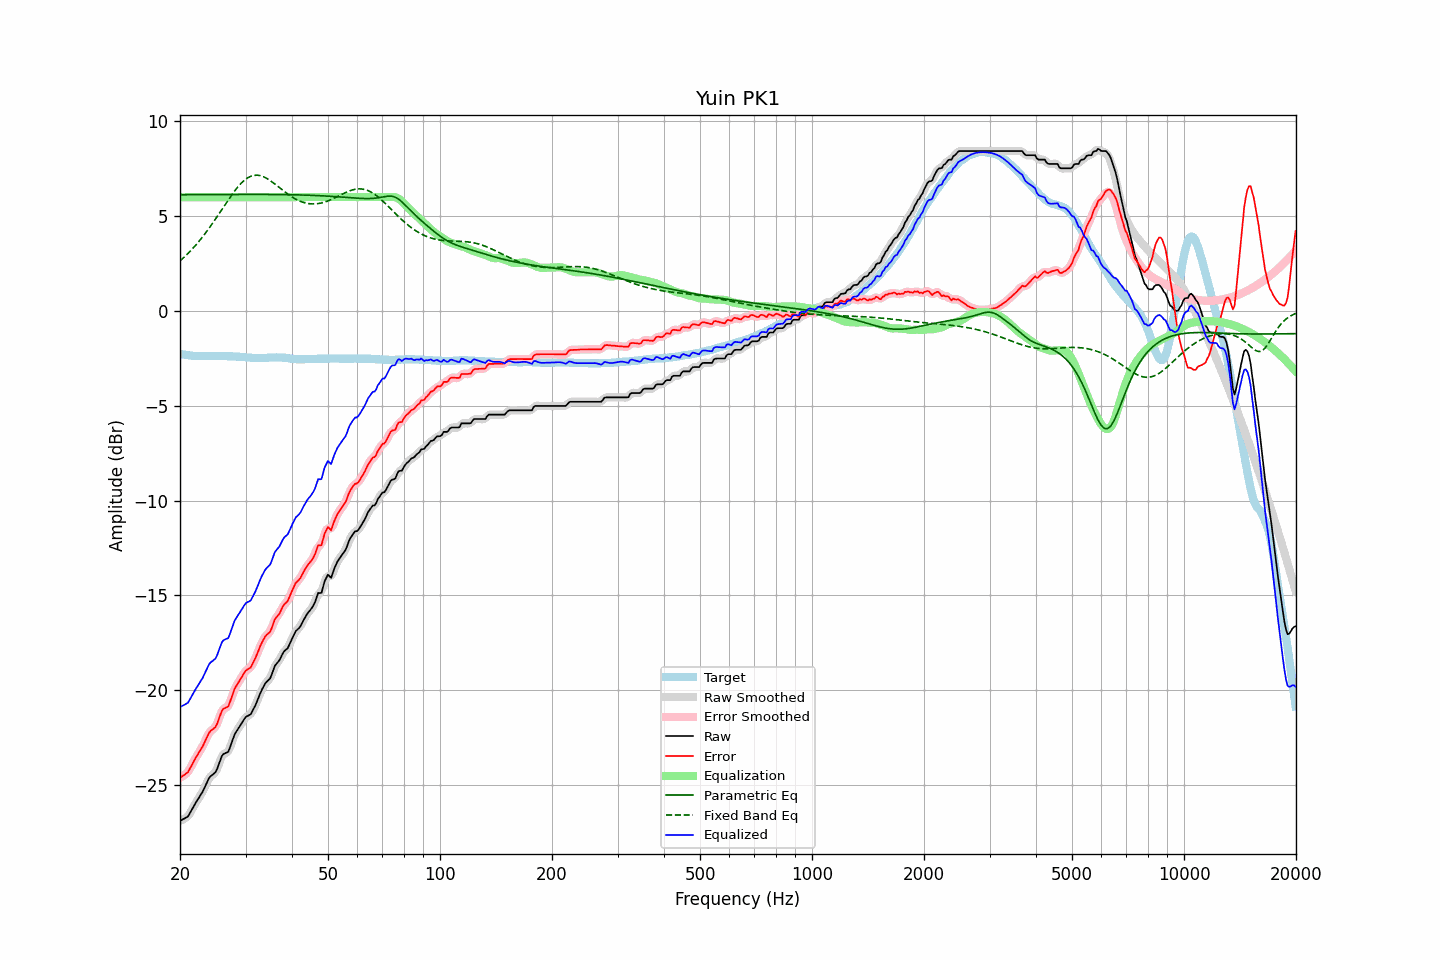 Yuin PK1
10
5
0
−5
−10
−15
−20
−25
Amplitude (dBr)
20
50
100
200
500
1000
2000
5000
10000
20000
Frequency (Hz)
Target
Raw Smoothed
Error Smoothed
Raw
Error
Equalization
Parametric Eq
Fixed Band Eq
Equalized